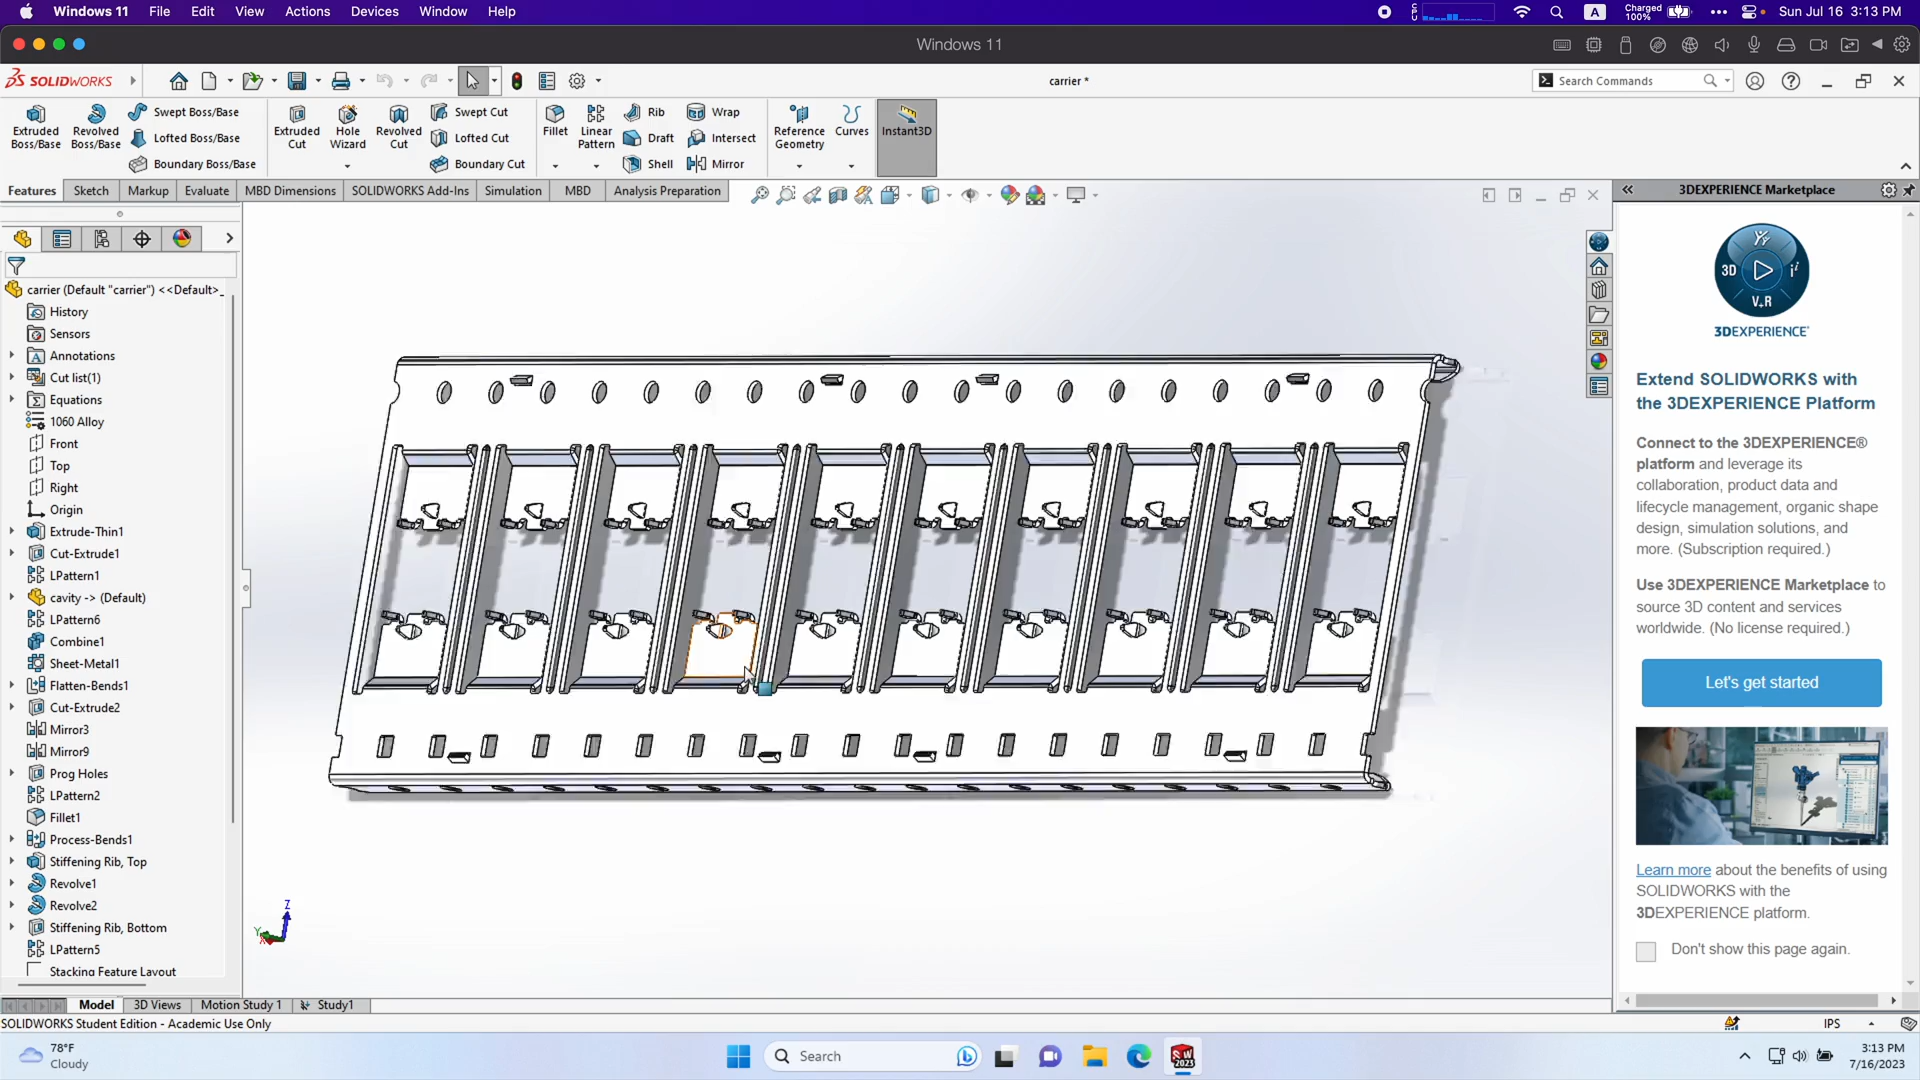 Windows 11 File Edit View Actions Devices Window Help
CPU A Charged 100% Sun Jul 16 3:13 PM
Windows 11
SOLIDWORKS
carrier *
Search Commands
Extruded Boss/Base
Revolved Boss/Base
Swept Boss/Base
Lofted Boss/Base
Boundary Boss/Base
Extruded Cut
Hole Wizard
Revolved Cut
Swept Cut
Lofted Cut
Boundary Cut
Fillet
Linear Pattern
Rib
Draft
Shell
Wrap
Intersect
Mirror
Reference Geometry
Curves
Instant3D
Features Sketch Markup Evaluate MBD Dimensions SOLIDWORKS Add-Ins Simulation MBD Analysis Preparation
carrier (Default "carrier") <<Default>_
History
Sensors
Annotations
Cut list(1)
Equations
1060 Alloy
Front
Top
Right
Origin
Extrude-Thin1
Cut-Extrude1
LPattern1
cavity -> (Default)
LPattern6
Combine1
Sheet-Metal1
Flatten-Bends1
Cut-Extrude2
Mirror3
Mirror9
Prog Holes
LPattern2
Fillet1
Process-Bends1
Stiffening Rib, Top
Revolve1
Revolve2
Stiffening Rib, Bottom
LPattern5
Stacking Feature Layout
Z
Y
X
3DEXPERIENCE Marketplace
3D
V+R
3DEXPERIENCE®
Extend SOLIDWORKS with
the 3DEXPERIENCE Platform
Connect to the 3DEXPERIENCE®
platform and leverage its
collaboration, product data and
lifecycle management, organic shape
design, simulation solutions, and
more. (Subscription required.)
Use 3DEXPERIENCE Marketplace to
source 3D content and services
worldwide. (No license required.)
Let's get started
Learn more about the benefits of using
SOLIDWORKS with the
3DEXPERIENCE platform.
Don't show this page again.
Model 3D Views Motion Study 1 Study1
SOLIDWORKS Student Edition - Academic Use Only
IPS
78°F
Cloudy
Search
SW 2023
3:13 PM
7/16/2023